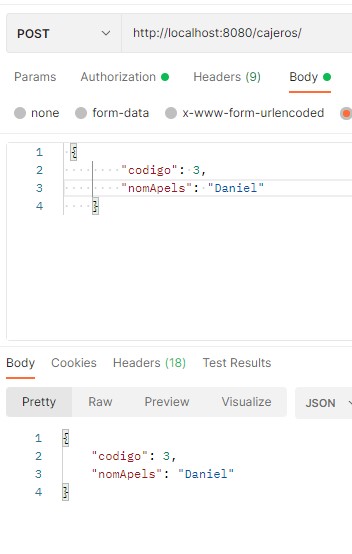 POST http://localhost:8080/cajeros/
Params Authorization Headers (9) Body
none form-data x-www-form-urlencoded
1 {
2 "codigo": 3,
3 "nomApels": "Daniel"
4 }
Body Cookies Headers (18) Test Results
Pretty Raw Preview Visualize JSON
1 {
2 "codigo": 3,
3 "nomApels": "Daniel"
4 }